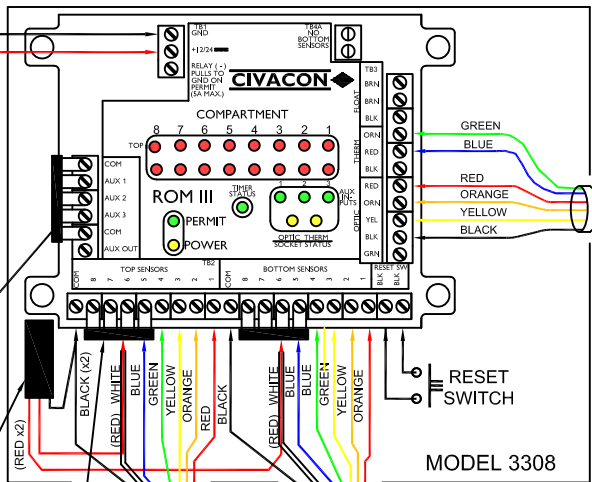 TB1
GND
+12/24
RELAY (-)
PULLS TO
GND ON
PERMIT
(5A MAX.)
TB4A
NO
BOTTOM
SENSORS
CIVACON
COMPARTMENT
8 7 6 5 4 3 2 1
TOP
TB3
BRN
BRN
BLK
FLOAT
ORN
RED
BLK
THERM
RED
ORN
YEL
BLK
GRN
OPTIC
GREEN
BLUE
RED
ORANGE
YELLOW
BLACK
COM
AUX 1
AUX 2
AUX 3
COM
AUX OUT
ROM III
TIMER
STATUS
PERMIT
POWER
1 2 3
AUX
IN-
PUTS
OPTIC THERM
SOCKET STATUS
TB2
TOP SENSORS
BOTTOM SENSORS
RESET SW
COM 8 7 6 5 4 3 2 1 COM 8 7 6 5 4 3 2 1 BLK BLK
(RED x2)
BLACK (x2)
(RED) WHITE
BLUE
GREEN
YELLOW
ORANGE
RED
BLACK
(RED) WHITE
BLUE
BLUE
GREEN
YELLOW
ORANGE
RESET
SWITCH
MODEL 3308